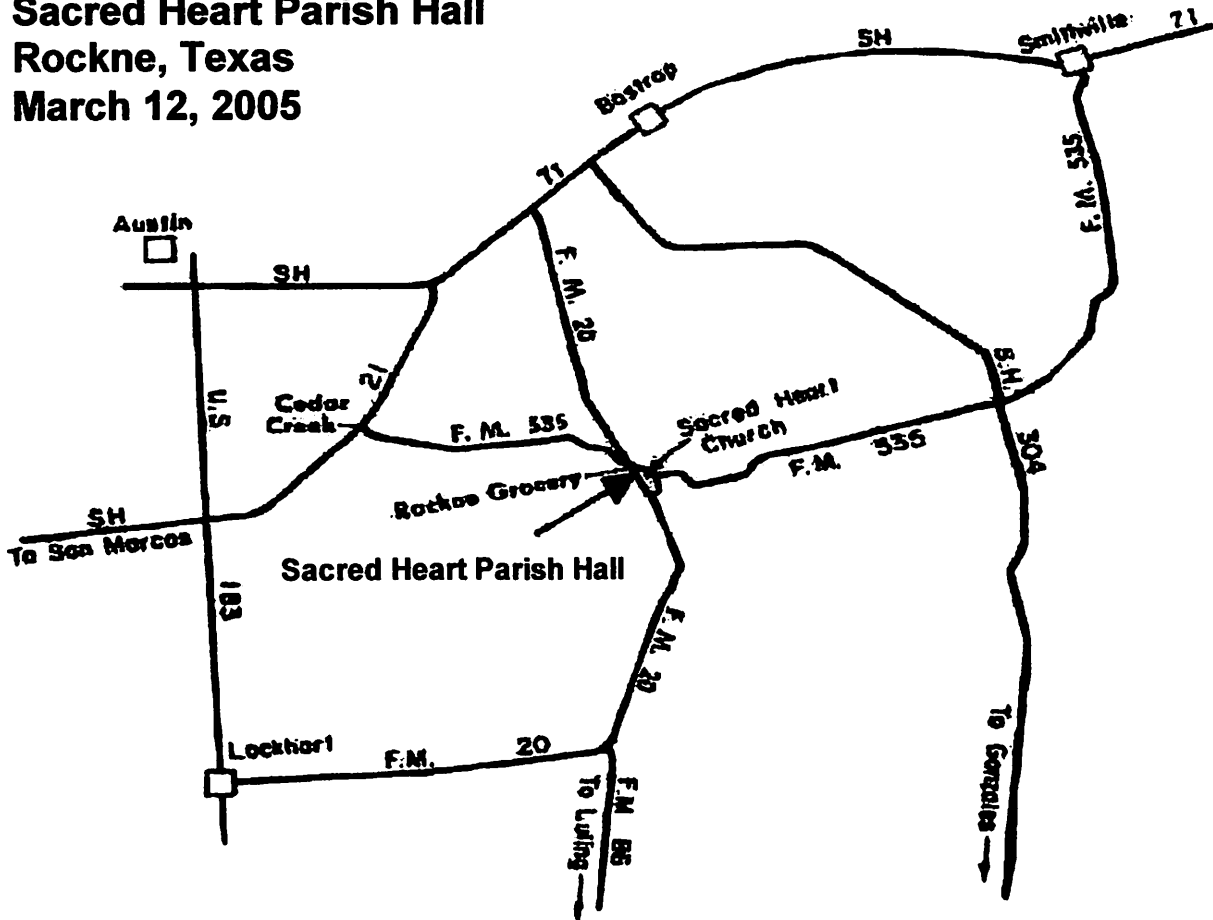 Sacred Heart Parish Hall
Rockne, Texas
March 12, 2005
SH
Smithville
71
Bastrop
71
F. M. 535
Austin
SH
F. M. 20
21
U.S
Cedar
Creek
F. M. 535
Sacred Heart
Church
S.H.
304
F.M. 535
Rockne Grocery
SH
To San Marcos
Sacred Heart Parish Hall
183
F. M. 20
Lockhart
F.M. 20
F.M 86
To Luling
To Gonzales